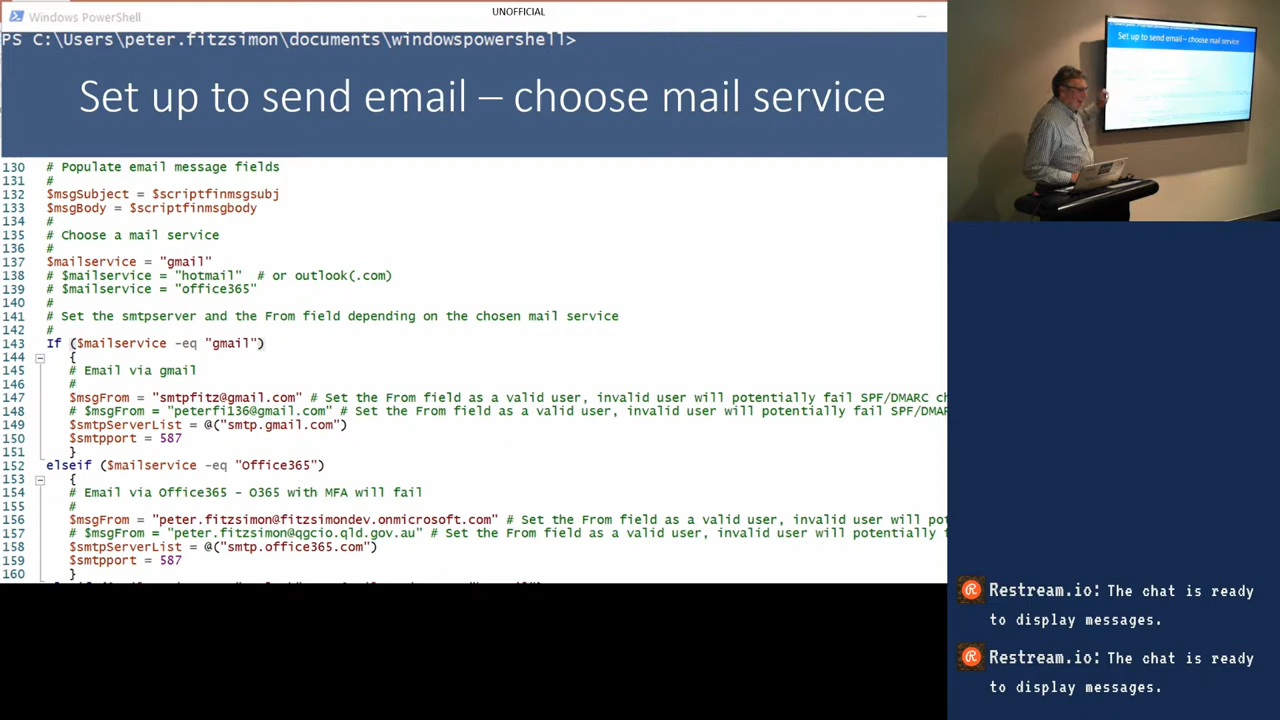 UNOFFICIAL
Windows PowerShell
PS C:\Users\peter.fitzsimon\documents\windowspowershell>
Set up to send email – choose mail service
130 # Populate email message fields
131 #
132 $msgSubject = $scriptfinmsgsubj
133 $msgBody = $scriptfinmsgbody
134 #
135 # Choose a mail service
136 #
137 $mailservice = "gmail"
138 # $mailservice = "hotmail"  # or outlook(.com)
139 # $mailservice = "office365"
140 #
141 # Set the smtpserver and the From field depending on the chosen mail service
142 #
143 If ($mailservice -eq "gmail")
144 {
145 # Email via gmail
146 #
147 $msgFrom = "smtpfitz@gmail.com" # Set the From field as a valid user, invalid user will potentially fail SPF/DMARC ch
148 # $msgFrom = "peterfi136@gmail.com" # Set the From field as a valid user, invalid user will potentially fail SPF/DMAR
149 $smtpServerList = @("smtp.gmail.com")
150 $smtpport = 587
151 }
152 elseif ($mailservice -eq "Office365")
153 {
154 # Email via Office365 - O365 with MFA will fail
155 #
156 $msgFrom = "peter.fitzsimon@fitzsimondev.onmicrosoft.com" # Set the From field as a valid user, invalid user will pot
157 # $msgFrom = "peter.fitzsimon@qgcio.qld.gov.au" # Set the From field as a valid user, invalid user will potentially f
158 $smtpServerList = @("smtp.office365.com")
159 $smtpport = 587
160 }
Set up to send email – choose mail service
Restream.io: The chat is ready
to display messages.
Restream.io: The chat is ready
to display messages.